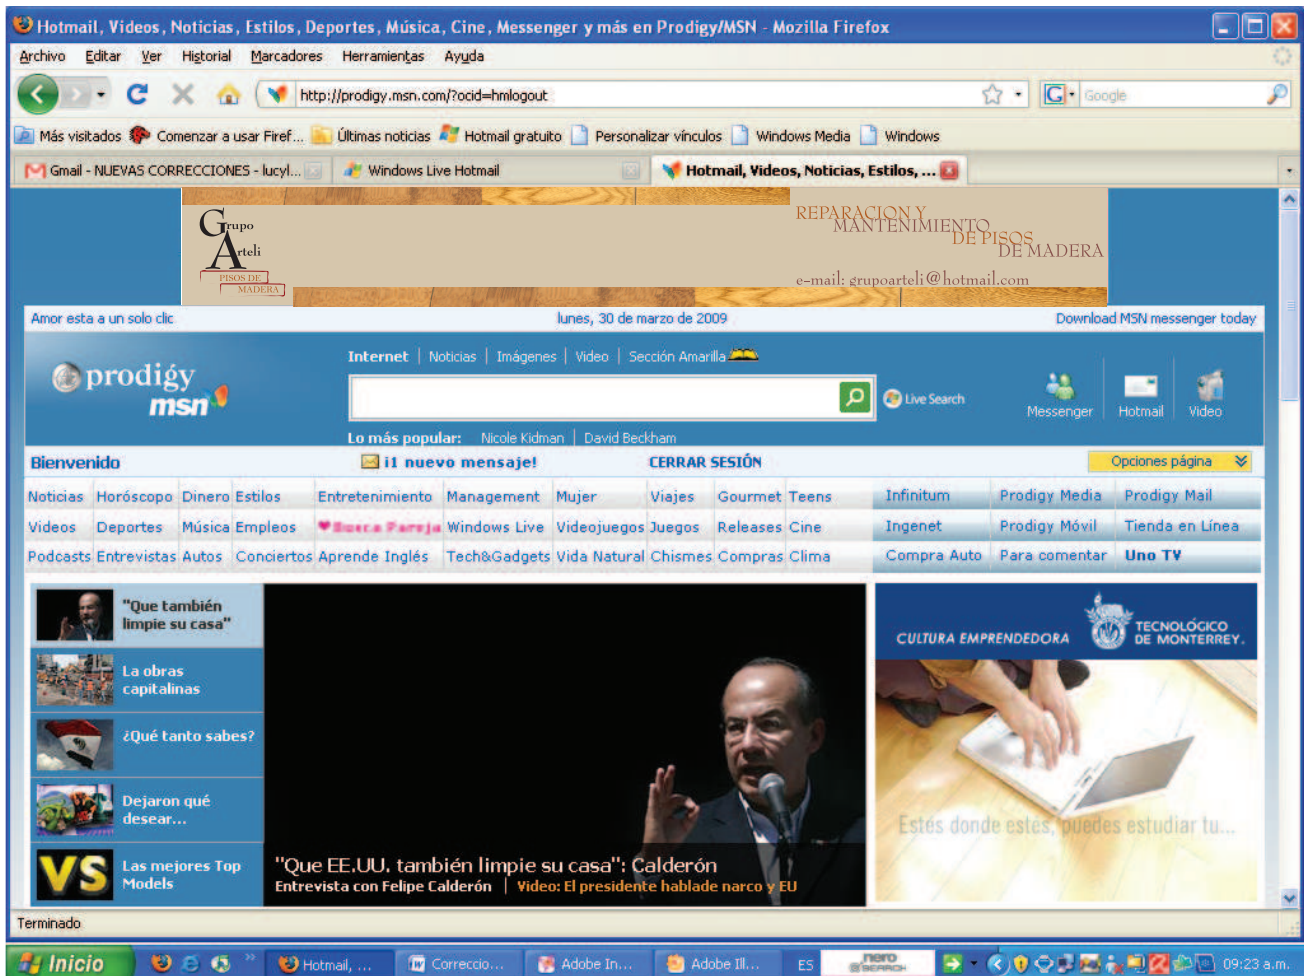 Hotmail, Videos, Noticias, Estilos, Deportes, Música, Cine, Messenger y más en Prodigy/MSN - Mozilla Firefox
Archivo Editar Ver Historial Marcadores Herramientas Ayuda
http://prodigy.msn.com/?ocid=hmlogout
G Google
Más visitados Comenzar a usar Firef... Últimas noticias Hotmail gratuito Personalizar vínculos Windows Media Windows
Gmail - NUEVAS CORRECCIONES - lucyl... Windows Live Hotmail Hotmail, Videos, Noticias, Estilos, ...
Grupo
Arteli
PISOS DE
MADERA
REPARACION Y
MANTENIMIENTO
DE PISOS
DE MADERA
e-mail: grupoarteli@hotmail.com
Amor esta a un solo clic lunes, 30 de marzo de 2009 Download MSN messenger today
prodigy
msn
Internet | Noticias | Imágenes | Video | Sección Amarilla
Live Search
Messenger Hotmail Video
Lo más popular: Nicole Kidman | David Beckham
Bienvenido ¡1 nuevo mensaje! CERRAR SESIÓN Opciones página
Noticias Horóscopo Dinero Estilos Entretenimiento Management Mujer Viajes Gourmet Teens Infinitum Prodigy Media Prodigy Mail
Videos Deportes Música Empleos Busca Pareja Windows Live Videojuegos Juegos Releases Cine Ingenet Prodigy Móvil Tienda en Línea
Podcasts Entrevistas Autos Conciertos Aprende Inglés Tech&Gadgets Vida Natural Chismes Compras Clima Compra Auto Para comentar Uno TV
"Que también
limpie su casa"
La obras
capitalinas
¿Qué tanto sabes?
Dejaron qué
desear...
VS
Las mejores Top
Models
"Que EE.UU. también limpie su casa": Calderón
Entrevista con Felipe Calderón | Video: El presidente hablade narco y EU
CULTURA EMPRENDEDORA
TECNOLÓGICO
DE MONTERREY.
Estés donde estés, puedes estudiar tu...
Terminado
Inicio Hotmail, ... Correccio... Adobe In... Adobe Ill... ES nero SEARCH 09:23 a.m.